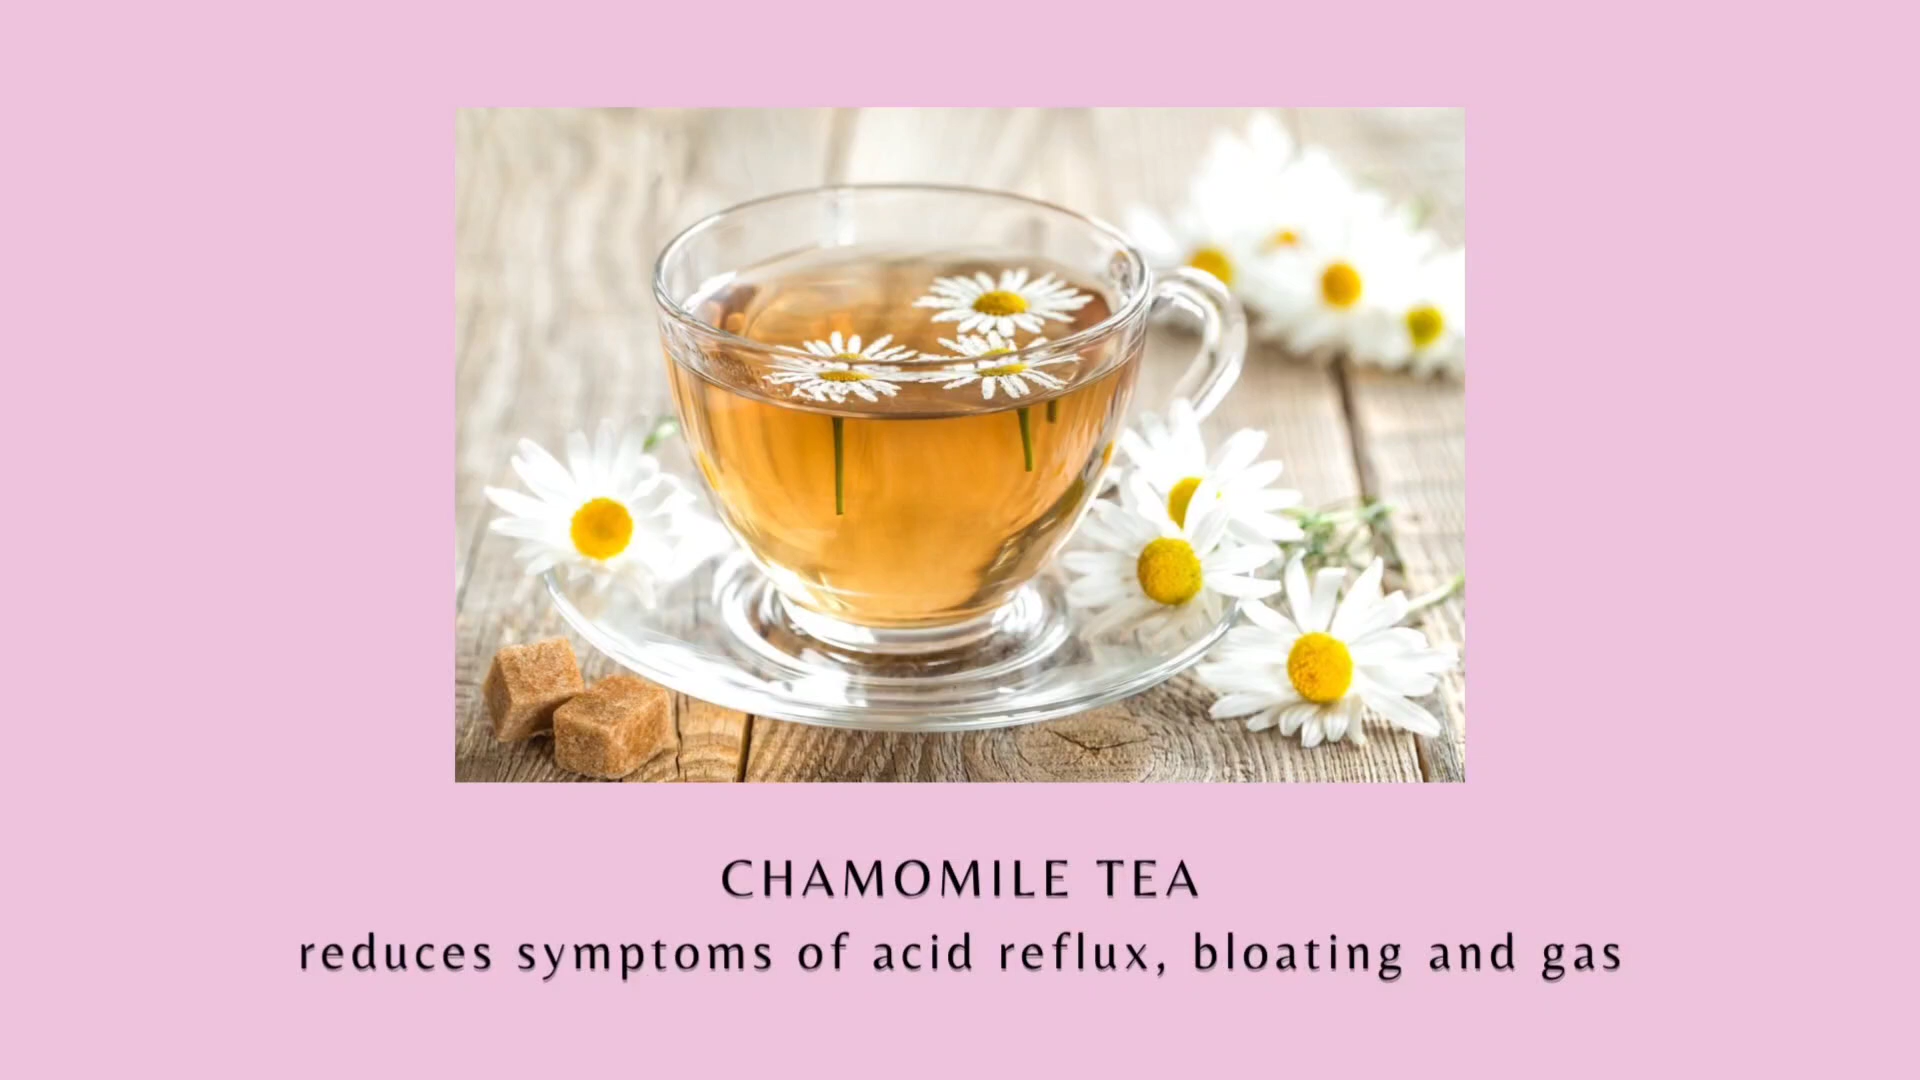 CHAMOMILE TEA
reduces symptoms of acid reflux, bloating and gas